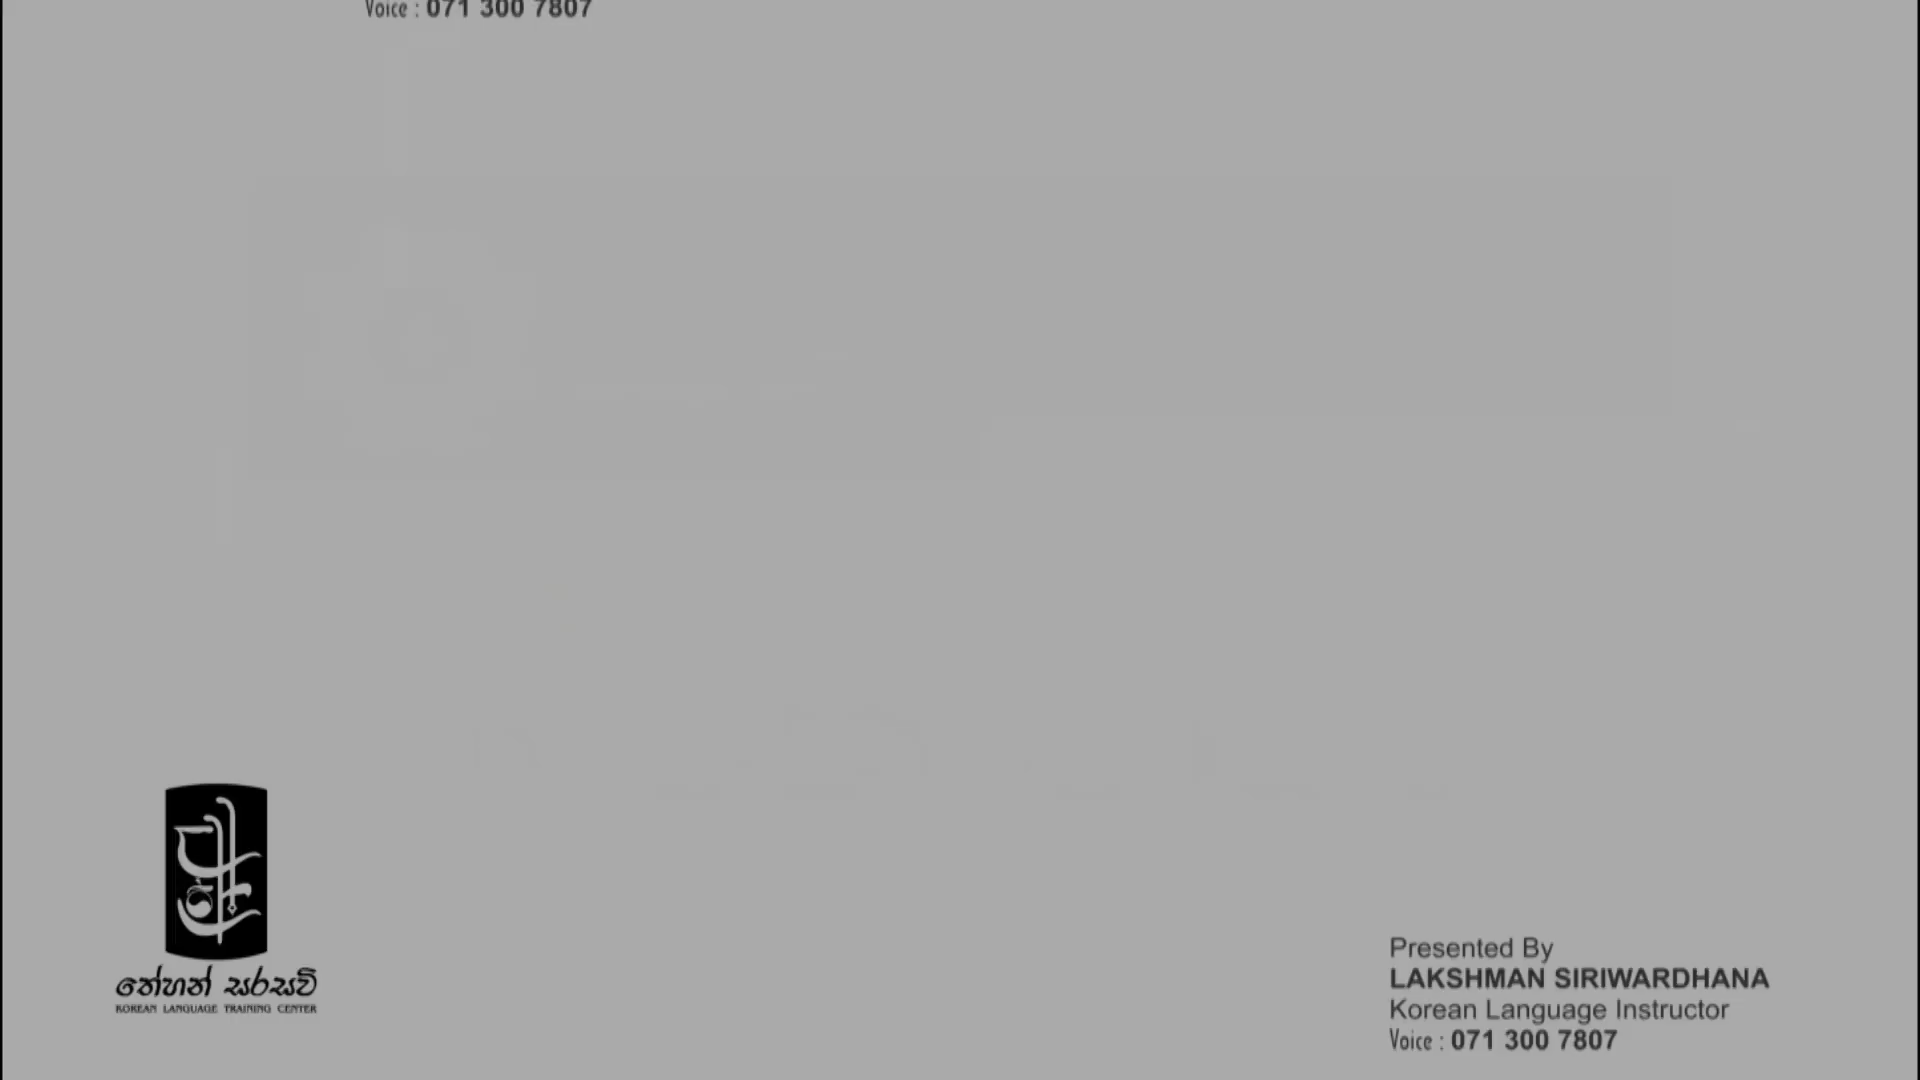 Voice : 071 300 7807
තේහන් සරසවි
KOREAN LANGUAGE TRAINING CENTER
Presented By
LAKSHMAN SIRIWARDHANA
Korean Language Instructor
Voice : 071 300 7807